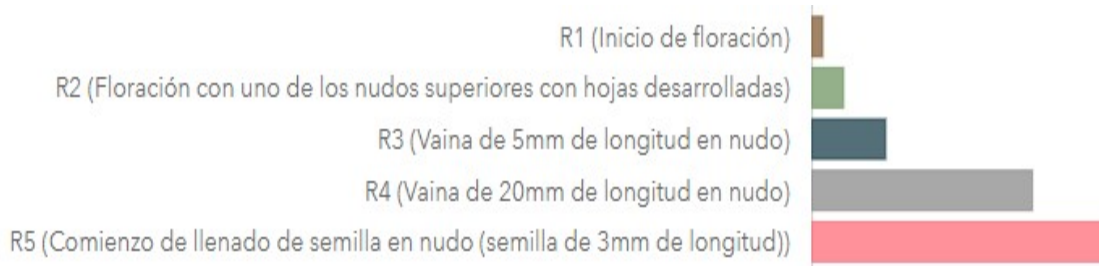 R1 (Inicio de floración)
R2 (Floración con uno de los nudos superiores con hojas desarrolladas)
R3 (Vaina de 5mm de longitud en nudo)
R4 (Vaina de 20mm de longitud en nudo)
R5 (Comienzo de llenado de semilla en nudo (semilla de 3mm de longitud))